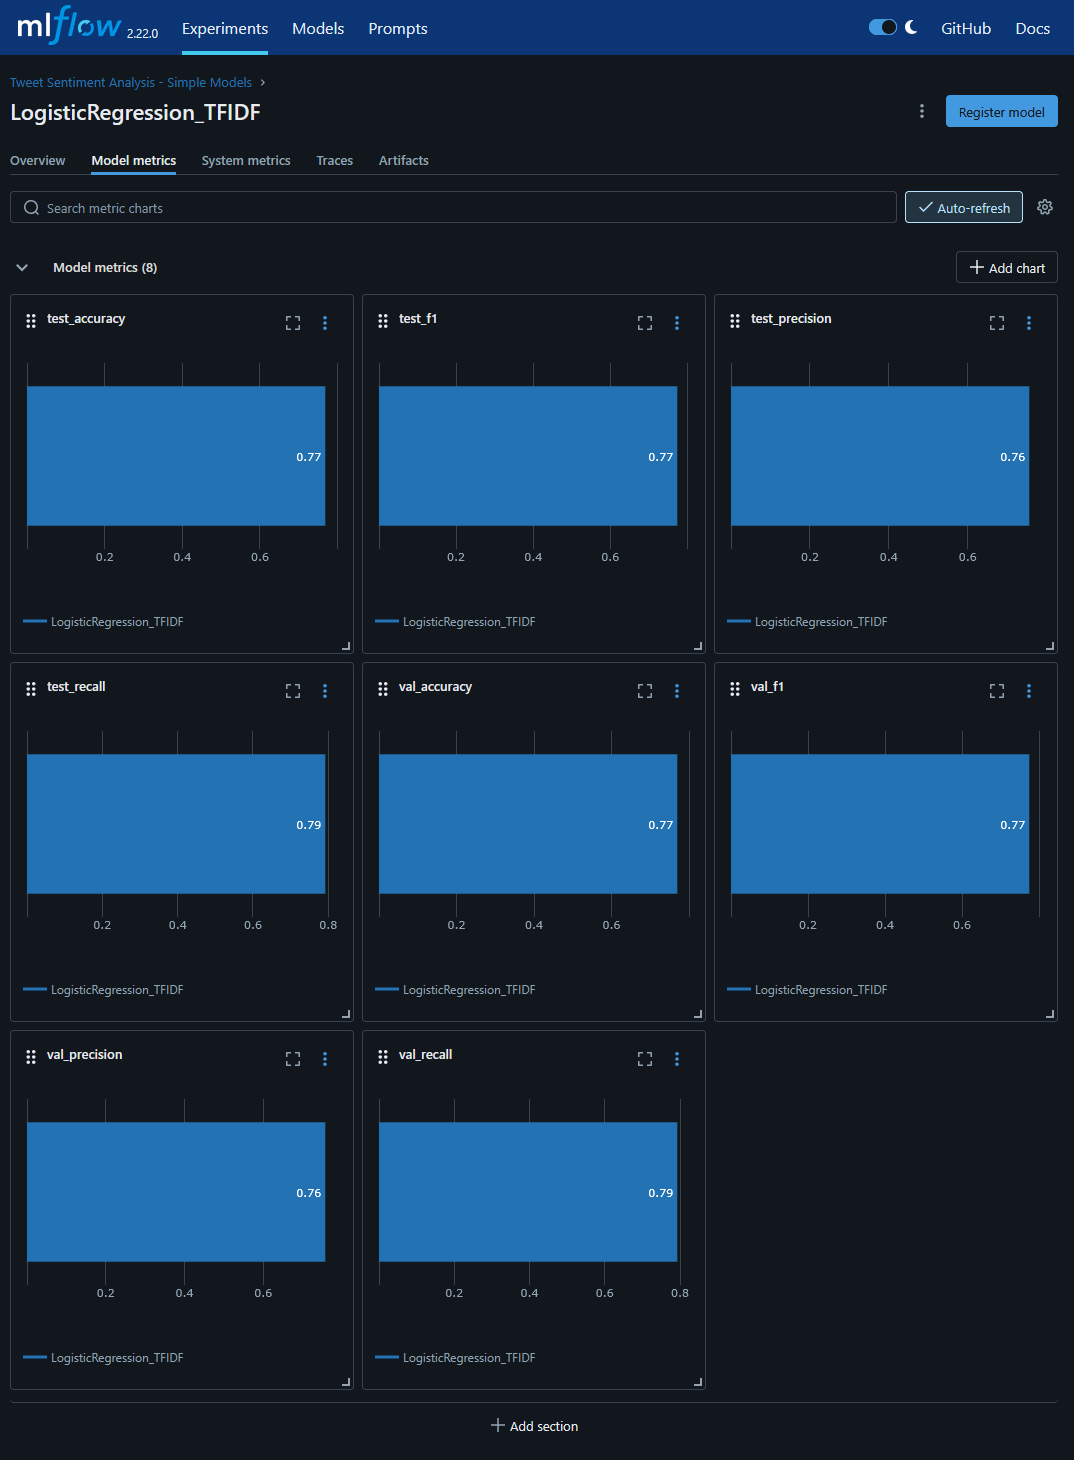 mlflow 2.22.0 Experiments Models Prompts GitHub Docs
Tweet Sentiment Analysis - Simple Models
LogisticRegression_TFIDF
Register model
Overview Model metrics System metrics Traces Artifacts
Search metric charts Auto-refresh
Model metrics (8) Add chart
test_accuracy
0.77
0.2 0.4 0.6
LogisticRegression_TFIDF
test_f1
0.77
0.2 0.4 0.6
LogisticRegression_TFIDF
test_precision
0.76
0.2 0.4 0.6
LogisticRegression_TFIDF
test_recall
0.79
0.2 0.4 0.6 0.8
LogisticRegression_TFIDF
val_accuracy
0.77
0.2 0.4 0.6
LogisticRegression_TFIDF
val_f1
0.77
0.2 0.4 0.6
LogisticRegression_TFIDF
val_precision
0.76
0.2 0.4 0.6
LogisticRegression_TFIDF
val_recall
0.79
0.2 0.4 0.6 0.8
LogisticRegression_TFIDF
Add section